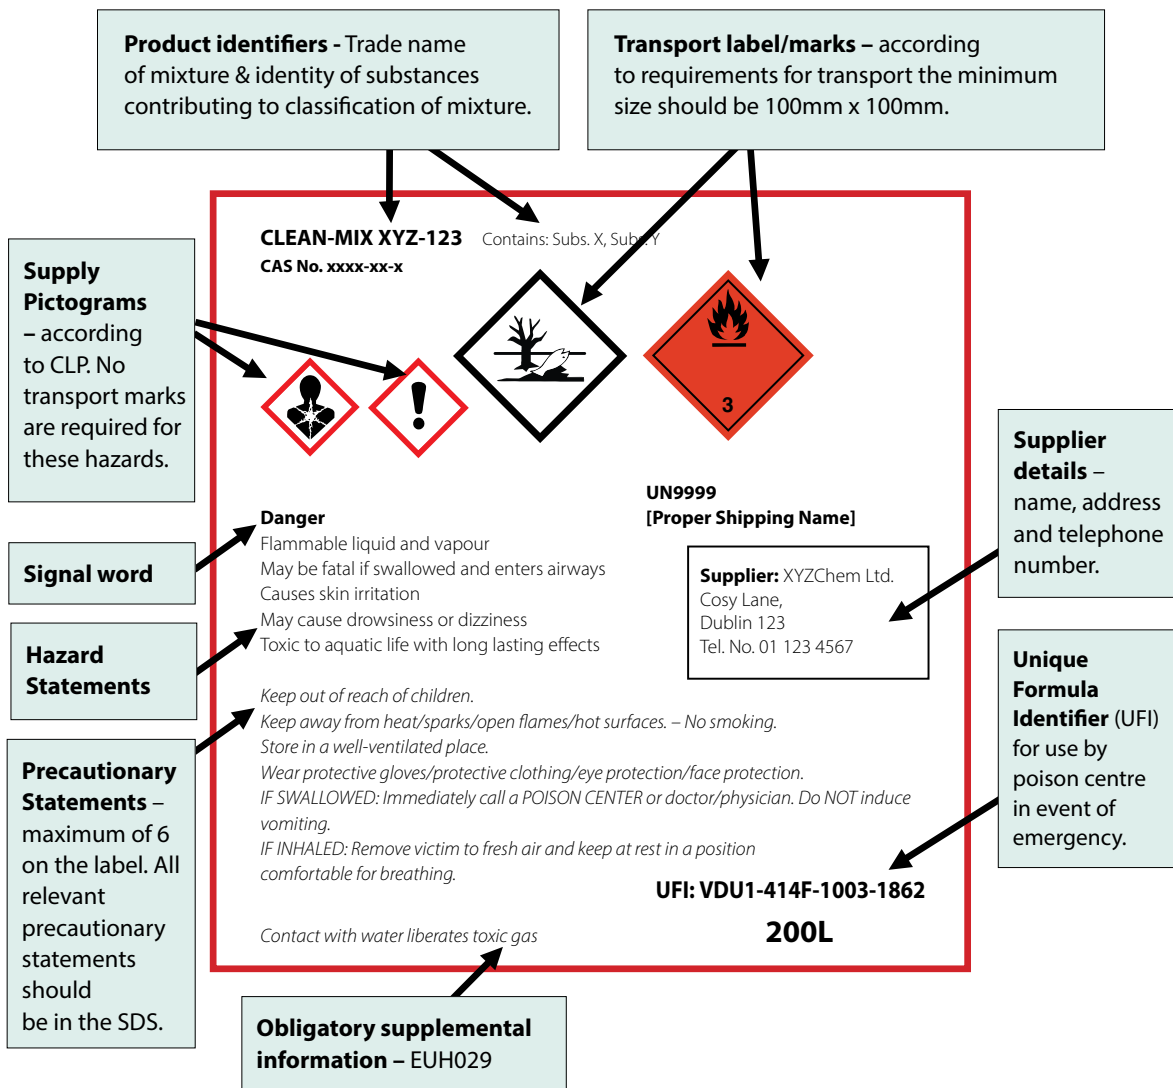 Product identifiers - Trade name
of mixture & identity of substances
contributing to classification of mixture.
Transport label/marks – according
to requirements for transport the minimum
size should be 100mm x 100mm.
CLEAN-MIX XYZ-123 Contains: Subs. X, Subs. Y
CAS No. xxxx-xx-x
Supply
Pictograms
– according
to CLP. No
transport marks
are required for
these hazards.
3
Supplier
details –
name, address
and telephone
number.
UN9999
[Proper Shipping Name]
Signal word
Danger
Flammable liquid and vapour
May be fatal if swallowed and enters airways
Causes skin irritation
May cause drowsiness or dizziness
Toxic to aquatic life with long lasting effects
Supplier: XYZChem Ltd.
Cosy Lane,
Dublin 123
Tel. No. 01 123 4567
Hazard
Statements
Unique
Formula
Identifier (UFI)
for use by
poison centre
in event of
emergency.
Precautionary
Statements –
maximum of 6
on the label. All
relevant
precautionary
statements
should
be in the SDS.
Keep out of reach of children.
Keep away from heat/sparks/open flames/hot surfaces. – No smoking.
Store in a well-ventilated place.
Wear protective gloves/protective clothing/eye protection/face protection.
IF SWALLOWED: Immediately call a POISON CENTER or doctor/physician. Do NOT induce
vomiting.
IF INHALED: Remove victim to fresh air and keep at rest in a position
comfortable for breathing.
UFI: VDU1-414F-1003-1862
200L
Contact with water liberates toxic gas
Obligatory supplemental
information – EUH029